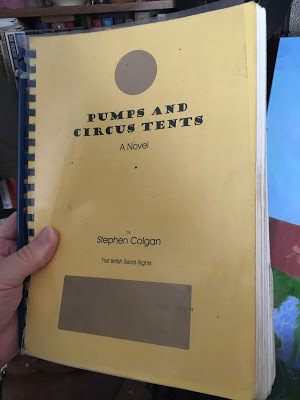 PUMPS AND
CIRCUS TENTS
A Novel
by
Stephen Colgan
First British Serial Rights